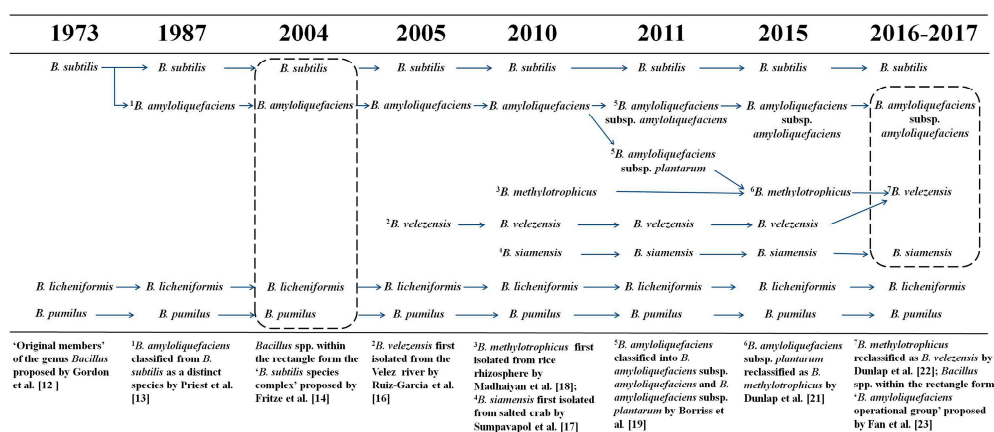 1973 1987 2004 2005 2010 2011 2015 2016-2017
B. subtilis B. subtilis B. subtilis B. subtilis B. subtilis B. subtilis B. subtilis B. subtilis
¹B. amyloliquefaciens B. amyloliquefaciens B. amyloliquefaciens B. amyloliquefaciens ⁵B. amyloliquefaciens B. amyloliquefaciens B. amyloliquefaciens
subsp. amyloliquefaciens subsp. subsp.
amyloliquefaciens amyloliquefaciens
⁵B. amyloliquefaciens
subsp. plantarum
³B. methylotrophicus ⁶B. methylotrophicus ⁷B. velezensis
²B. velezensis B. velezensis B. velezensis B. velezensis
⁴B. siamensis B. siamensis B. siamensis B. siamensis
B. licheniformis B. licheniformis B. licheniformis B. licheniformis B. licheniformis B. licheniformis B. licheniformis B. licheniformis
B. pumilus B. pumilus B. pumilus B. pumilus B. pumilus B. pumilus B. pumilus B. pumilus
'Original members'
of the genus Bacillus
proposed by Gordon
et al. [12 ]
¹B. amyloliquefaciens
classified from B.
subtilis as a distinct
species by Priest et al.
[13]
Bacillus spp. within
the rectangle form the
'B. subtilis species
complex' proposed by
Fritze et al. [14]
²B. velezensis first
isolated from the
Velez river by
Ruiz-Garcia et al.
[16]
³B. methylotrophicus first
isolated from rice
rhizosphere by
Madhaiyan et al. [18];
⁴B. siamensis first isolated
from salted crab by
Sumpavapol et al. [17]
⁵B. amyloliquefaciens
classified into B.
amyloliquefaciens subsp.
amyloliquefaciens and B.
amyloliquefaciens subsp.
plantarum by Borriss et
al. [19]
⁶B. amyloliquefaciens
subsp. plantarum
reclassified as B.
methylotrophicus by
Dunlap et al. [21]
⁷B. methylotrophicus
reclassified as B. velezensis by
Dunlap et al. [22]; Bacillus
spp. within the rectangle form
'B. amyloliquefaciens
operational group' proposed
by Fan et al. [23]